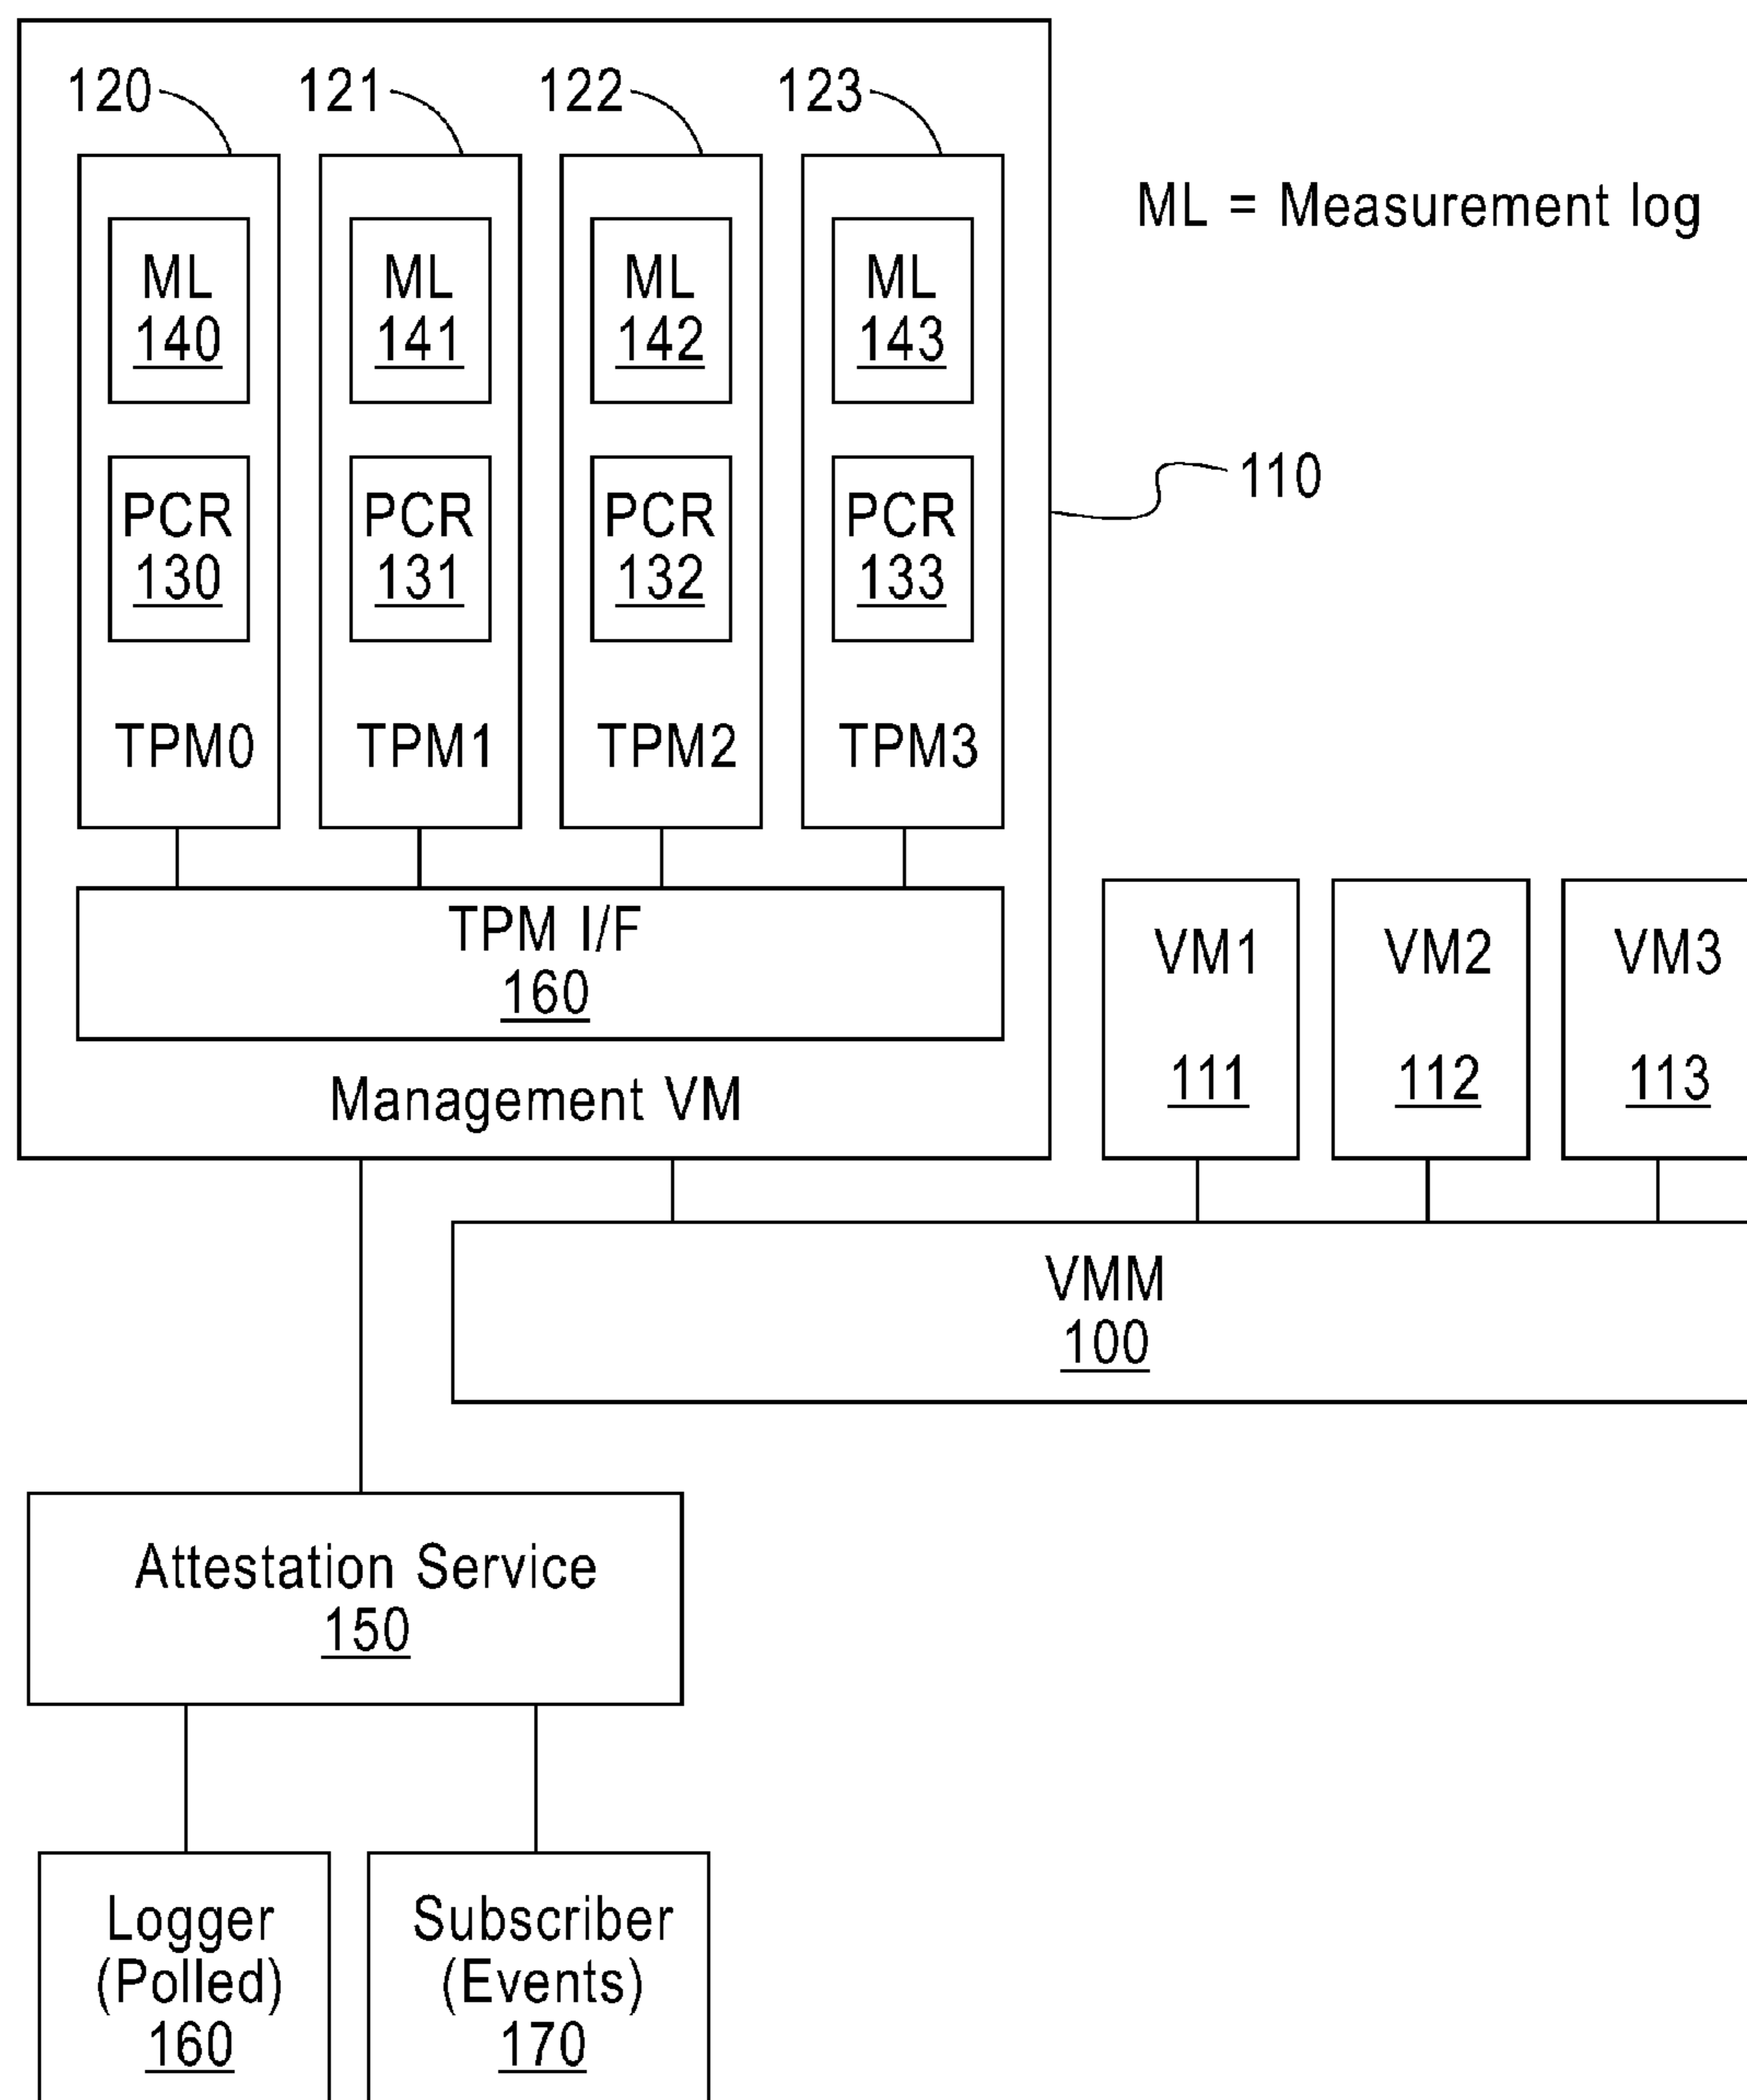 120 121 122 123
ML = Measurement log
ML ML ML ML
140 141 142 143
110
PCR PCR PCR PCR
130 131 132 133
TPM0 TPM1 TPM2 TPM3
TPM I/F
160
Management VM
VM1 VM2 VM3
111 112 113
VMM
100
Attestation Service
150
Logger
(Polled)
160
Subscriber
(Events)
170